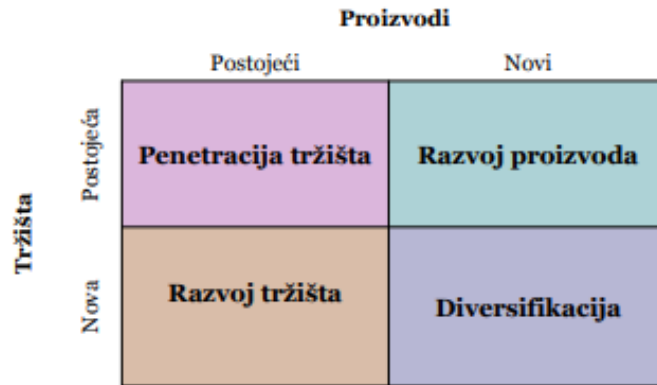 Proizvodi
Postojeći Novi
Tržišta
Postojeća
Penetracija tržišta Razvoj proizvoda
Nova
Razvoj tržišta Diversifikacija